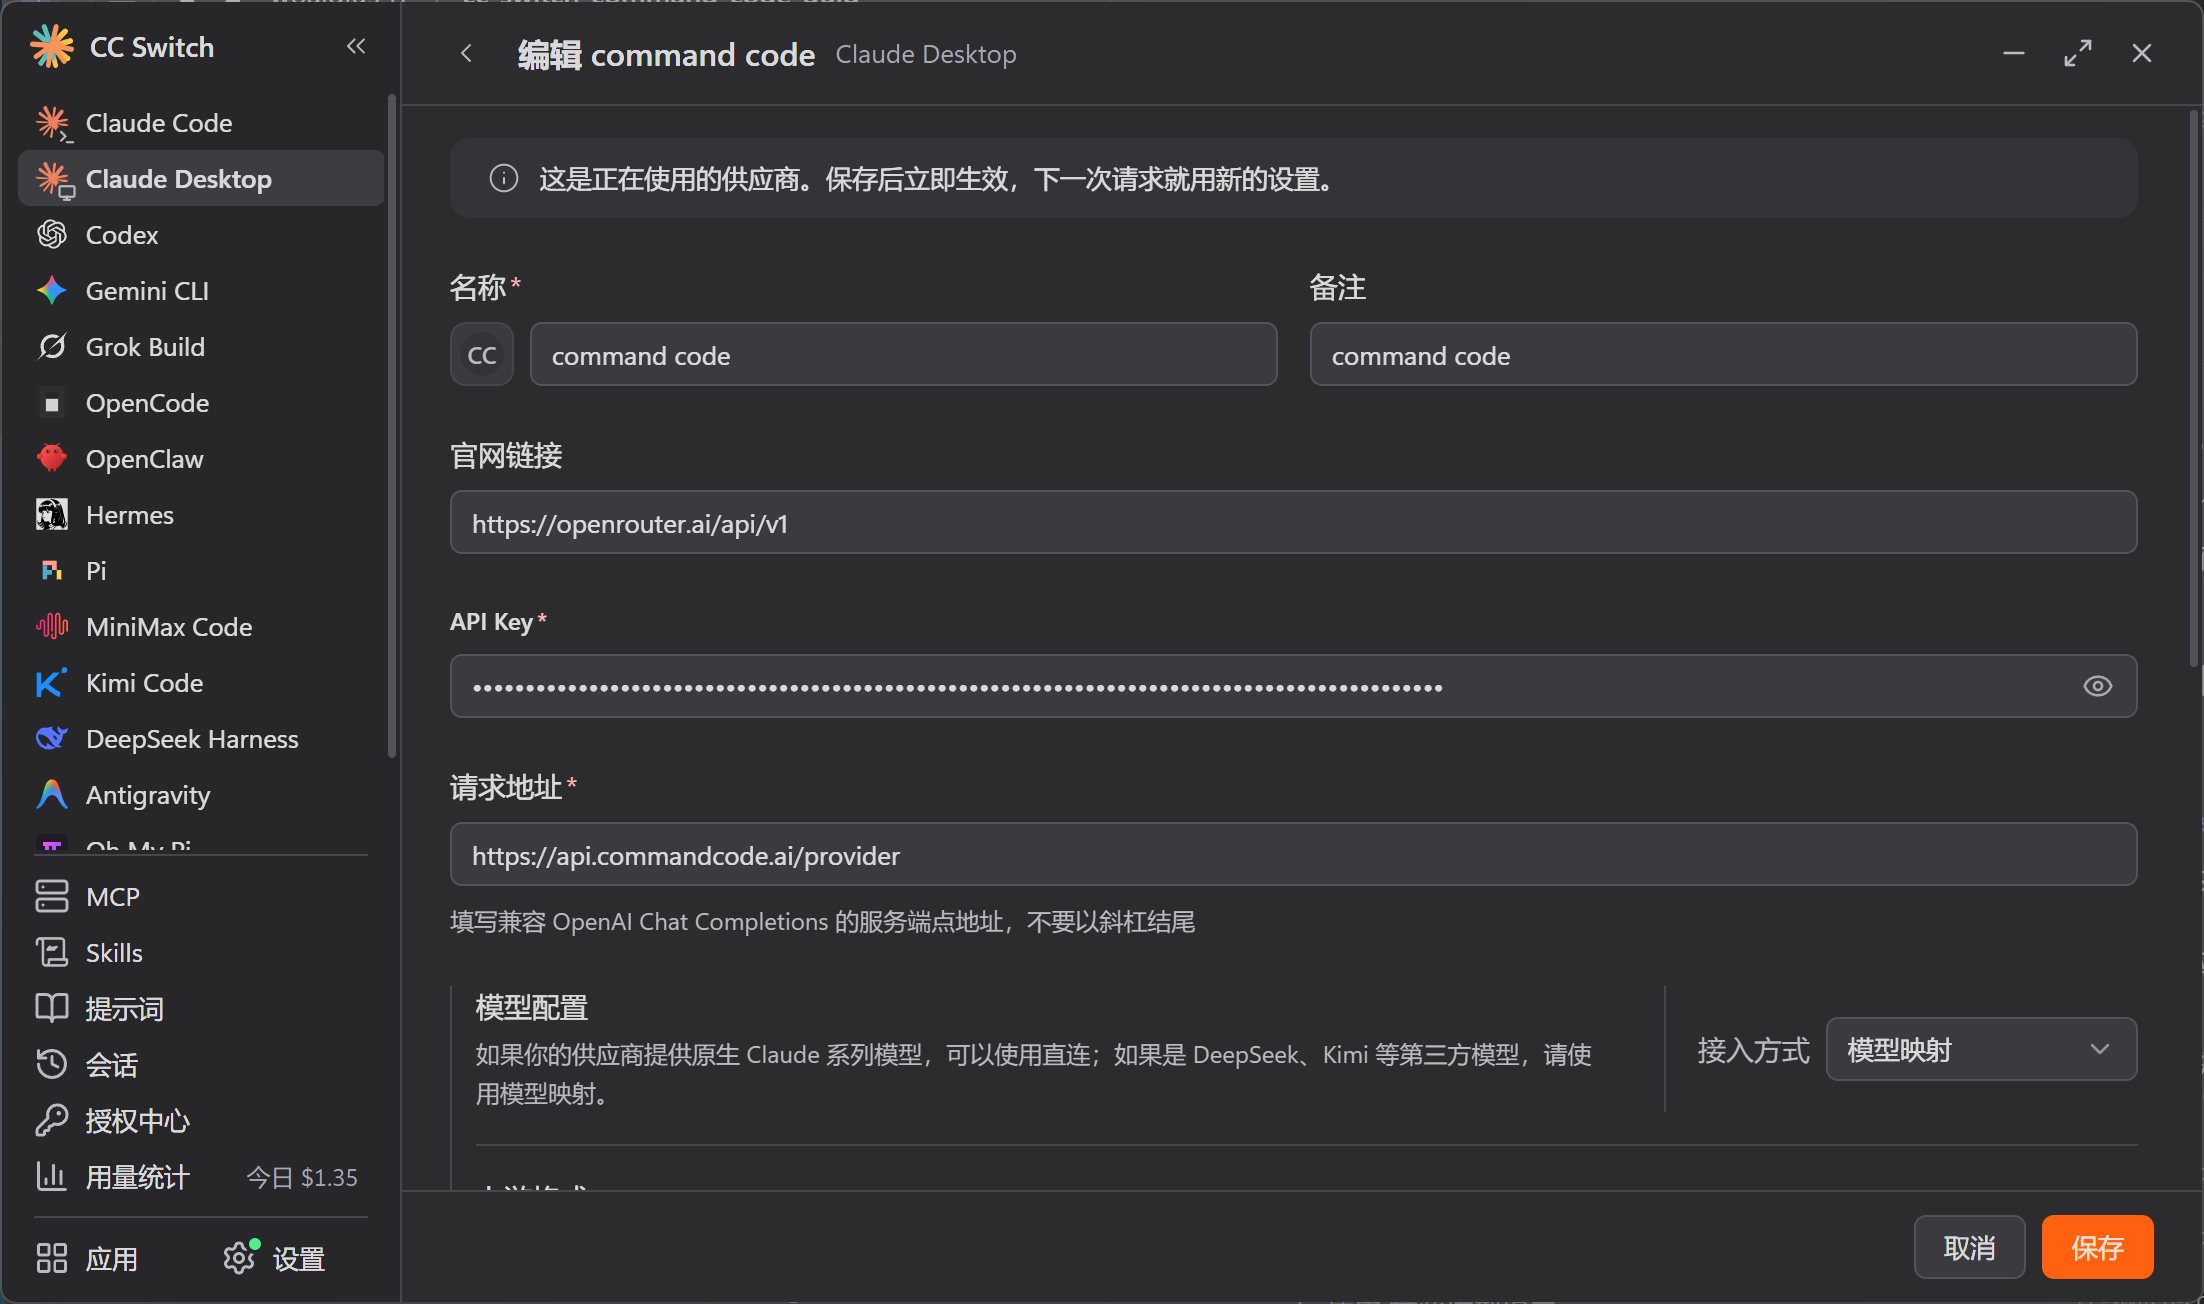 CC Switch
Claude Code
Claude Desktop
Codex
Gemini CLI
Grok Build
OpenCode
OpenClaw
Hermes
Pi
MiniMax Code
Kimi Code
DeepSeek Harness
Antigravity
Oh My Pi
MCP
Skills
提示词
会话
授权中心
用量统计 今日 $1.35
应用 设置
编辑 command code Claude Desktop
这是正在使用的供应商。保存后立即生效，下一次请求就用新的设置。
名称* 备注
CC command code command code
官网链接
https://openrouter.ai/api/v1
API Key*
请求地址*
https://api.commandcode.ai/provider
填写兼容 OpenAI Chat Completions 的服务端点地址，不要以斜杠结尾
模型配置
如果你的供应商提供原生 Claude 系列模型，可以使用直连；如果是 DeepSeek、Kimi 等第三方模型，请使
用模型映射。
接入方式 模型映射
取消 保存